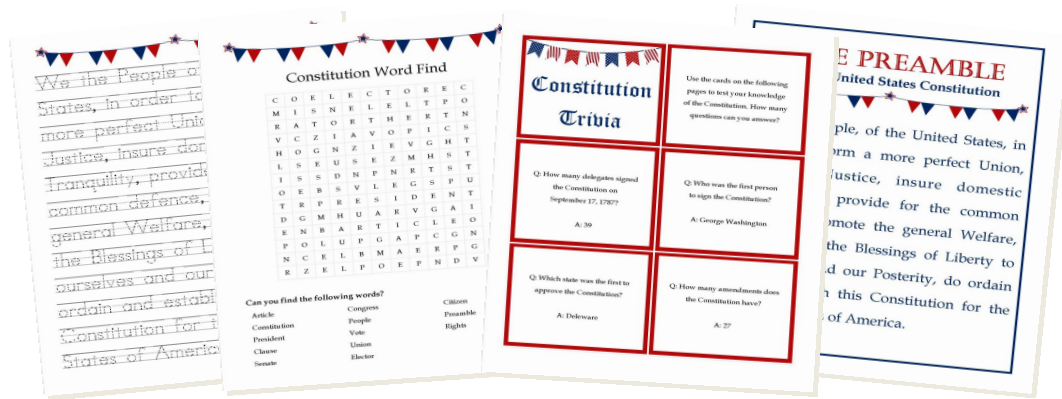 We the People o
States, in order to
more perfect Unio
Justice, insure dom
Tranquility, provide
common defence,
general Welfare,
the Blessings of L
ourselves and our
ordain and establ
Constitution for t
States of America
Constitution Word Find
C O E L E C T O R E C
M I S N E L E L T P O
R A T O R T H E R T N
V C Z I A V O P I C S
H O G N Z I E V G H T
L S E U S E Z M H S I
I S S D N P N R T S T
O E B S V L E G S P U
T R P R E S I D E N T
D G M H U A R V G A I
E N B A R T I C L E O
P O L U P G A P C G N
N C E L B M A E R P G
R Z E L P O E P N D V
Can you find the following words?
Article
Constitution
President
Clause
Senate
Congress
People
Vote
Union
Elector
Citizen
Preamble
Rights
Constitution
Trivia
Use the cards on the following
pages to test your knowledge
of the Constitution. How many
questions can you answer?
Q: How many delegates signed
the Constitution on
September 17, 1787?
A: 39
Q: Who was the first person
to sign the Constitution?
A: George Washington
Q: Which state was the first to
approve the Constitution?
A: Deleware
Q: How many amendments does
the Constitution have?
A: 27
E PREAMBLE
United States Constitution
ple, of the United States, in
orm a more perfect Union,
Justice, insure domestic
provide for the common
omote the general Welfare,
the Blessings of Liberty to
d our Posterity, do ordain
h this Constitution for the
of America.